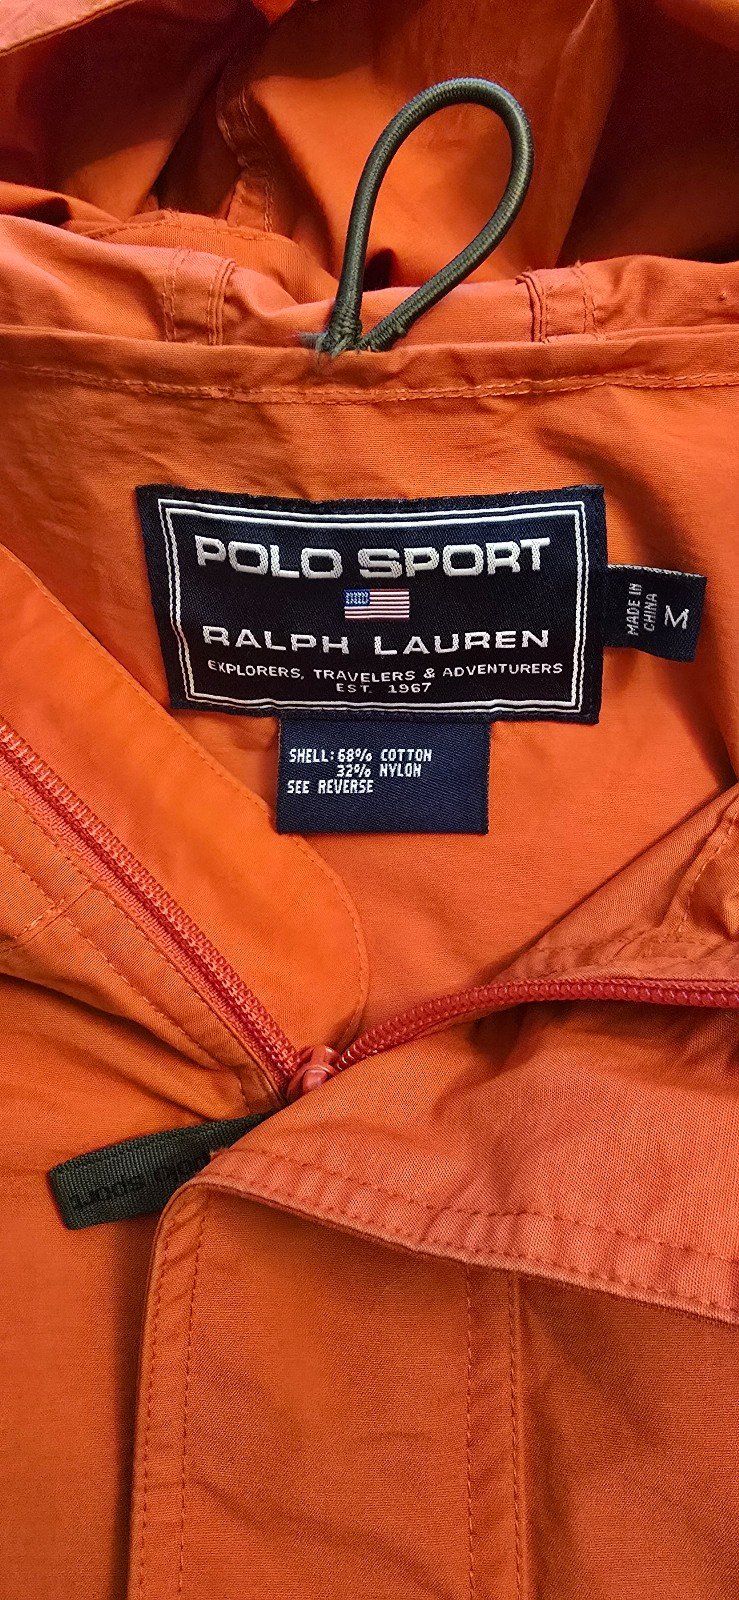 POLO SPORT
RALPH LAUREN
EXPLORERS, TRAVELERS & ADVENTURERS
EST. 1967
MADE IN
CHINA
M
SHELL: 68% COTTON
32% NYLON
SEE REVERSE